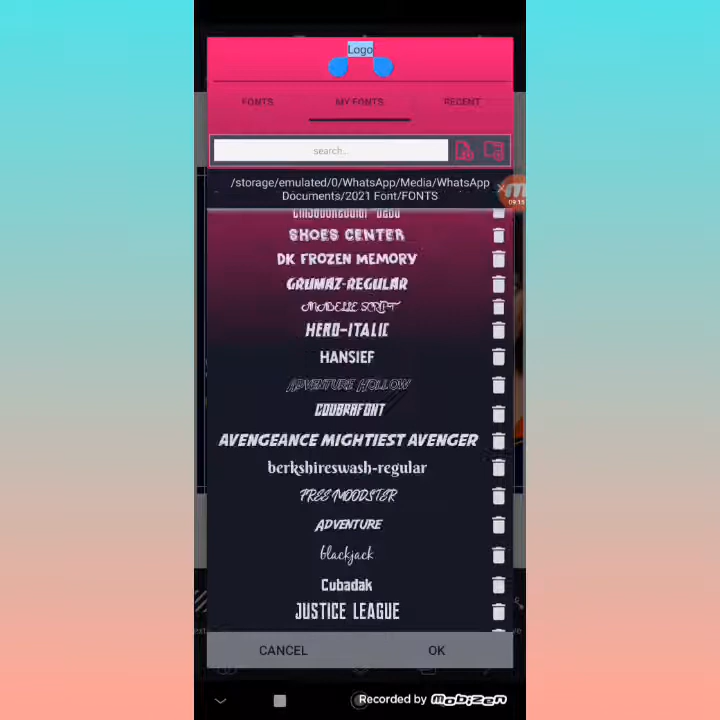 Logo
FONTS MY FONTS RECENT
search...
/storage/emulated/0/WhatsApp/Media/WhatsApp
Documents/2021 Font/FONTS
09:15
SHOES CENTER
DK FROZEN MEMORY
GRUMAZ-REGULAR
HERO-ITALIC
HANSIEF
ADVENTURE HOLLOW
COUBRAFONT
AVENGEANCE MIGHTIEST AVENGER
berkshireswash-regular
FREE MOODSTER
ADVENTURE
blackjack
Cubadak
JUSTICE LEAGUE
CANCEL OK
Recorded by mobizen